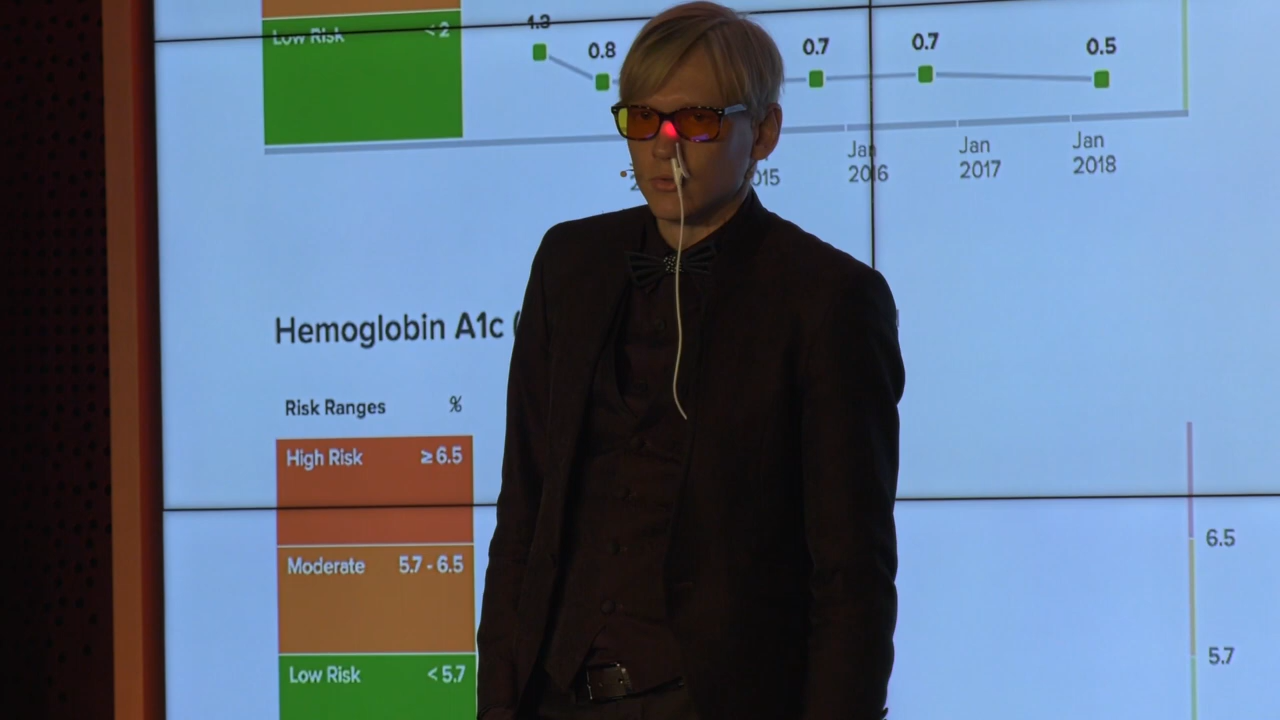 Low Risk < 2
1.3
0.8
0.7
0.7
0.5
Jan
2016
Jan
2017
Jan
2018
Hemoglobin A1c (
Risk Ranges %
High Risk ≥ 6.5
Moderate 5.7 - 6.5
Low Risk < 5.7
6.5
5.7